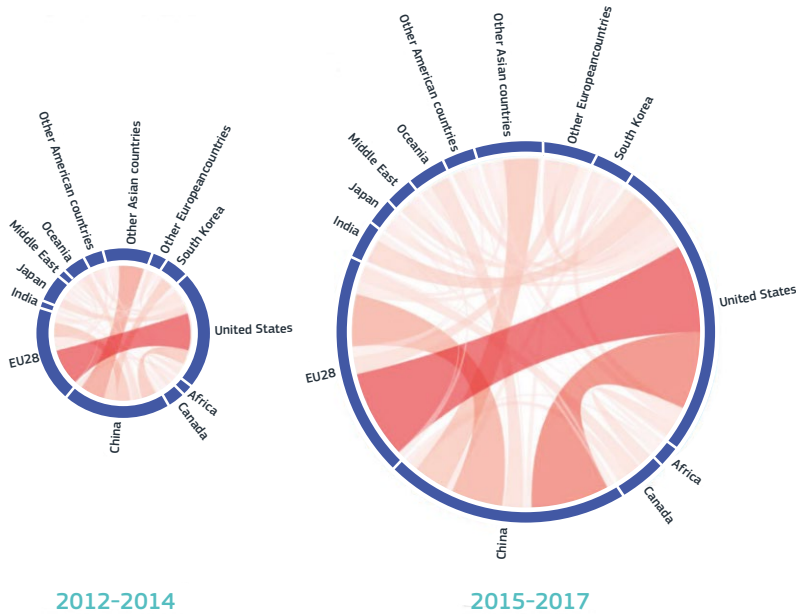 Other American countries
Other Asian countries
Other Europeancountries
South Korea
Oceania
Middle East
Japan
India
EU28
United States
Africa
Canada
China
2012-2014
Other American countries
Other Asian countries
Other Europeancountries
South Korea
Oceania
Middle East
Japan
India
EU28
United States
Africa
Canada
China
2015-2017